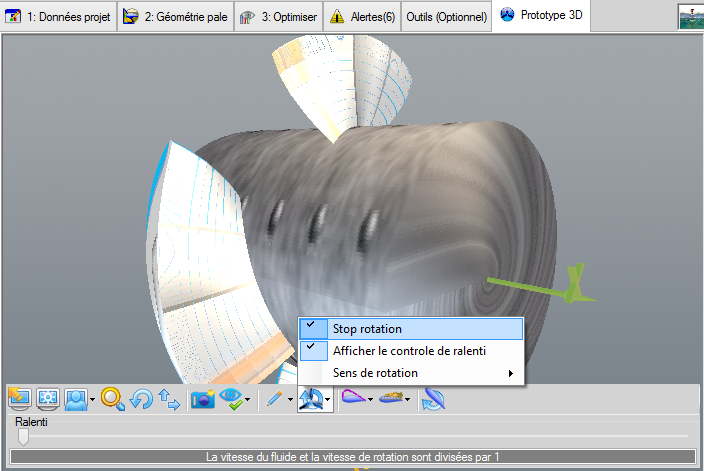 1: Données projet 2: Géométrie pale 3: Optimiser Alertes(6) Outils (Optionnel) Prototype 3D
Stop rotation
Afficher le controle de ralenti
Sens de rotation
Ralenti
La vitesse du fluide et la vitesse de rotation sont divisées par 1